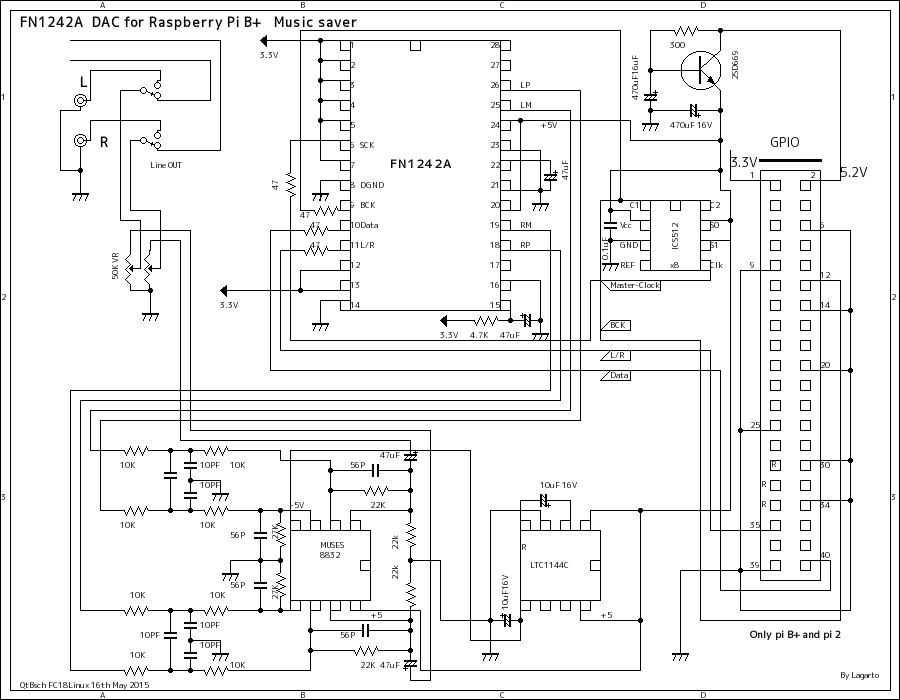 A B C D
FN1242A DAC for Raspberry Pi B+ Music saver
3.3V
L
R
Line OUT
50K VR
1
2
3
4
5
6 SCK
7
8 DGND
9 BCK
10 Data
11 L/R
12
13
14
FN1242A
28
27
26 LP
25 LM
24 +5V
23
22
21
20
19 RM
18 RP
17
16
15
47
47
47
47
47uF
3.3V
3.3V 4.7K 47uF
300
2SD669
470uF16uF
470uF16V
GPIO
3.3V
5.2V
1 2
6
9
12
14
20
25
30
34
35
39
40
R
R
R
C1 C2
Vcc S0
GND S1
REF x8 Clk
ICS512
0.1uF
Master-Clock
BCK
L/R
Data
10K 10PF 10K
10PF
10K 10K
56P
56P
27K
27K
-5V
MUSES
8832
47uF
56P
22K
22k
22k
+5
56P
22K 47uF
10K 10K
10PF 10PF
10K 10K
10uF16V
R
LTC1144C
10uF16V
+5
Only pi B+ and pi 2
By Lagarto
QtBsch FC18Linux 16th May 2015
1 1
2 2
3 3
A B C D